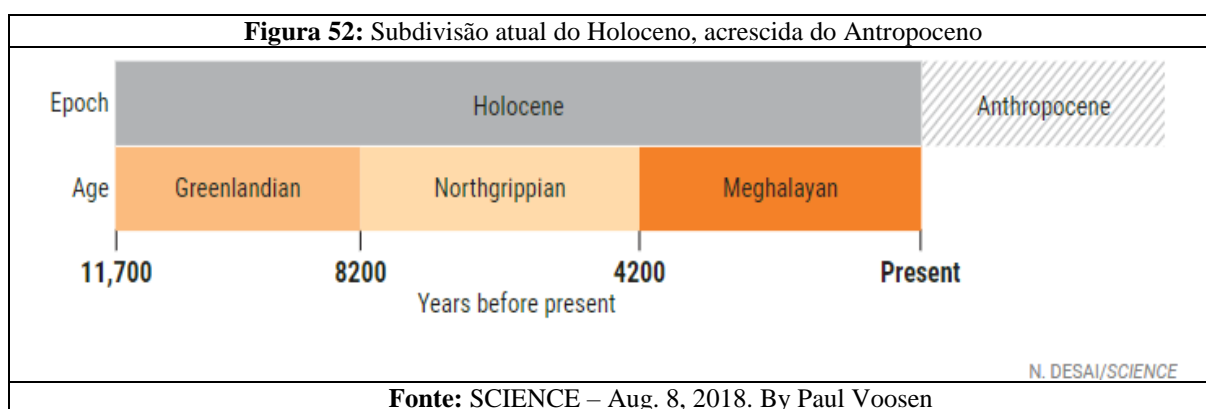 Figura 52: Subdivisão atual do Holoceno, acrescida do Antropoceno
Epoch Holocene Anthropocene
Age Greenlandian Northgrippian Meghalayan
11,700 8200 4200 Present
Years before present
N. DESAI/SCIENCE
Fonte: SCIENCE – Aug. 8, 2018. By Paul Voosen